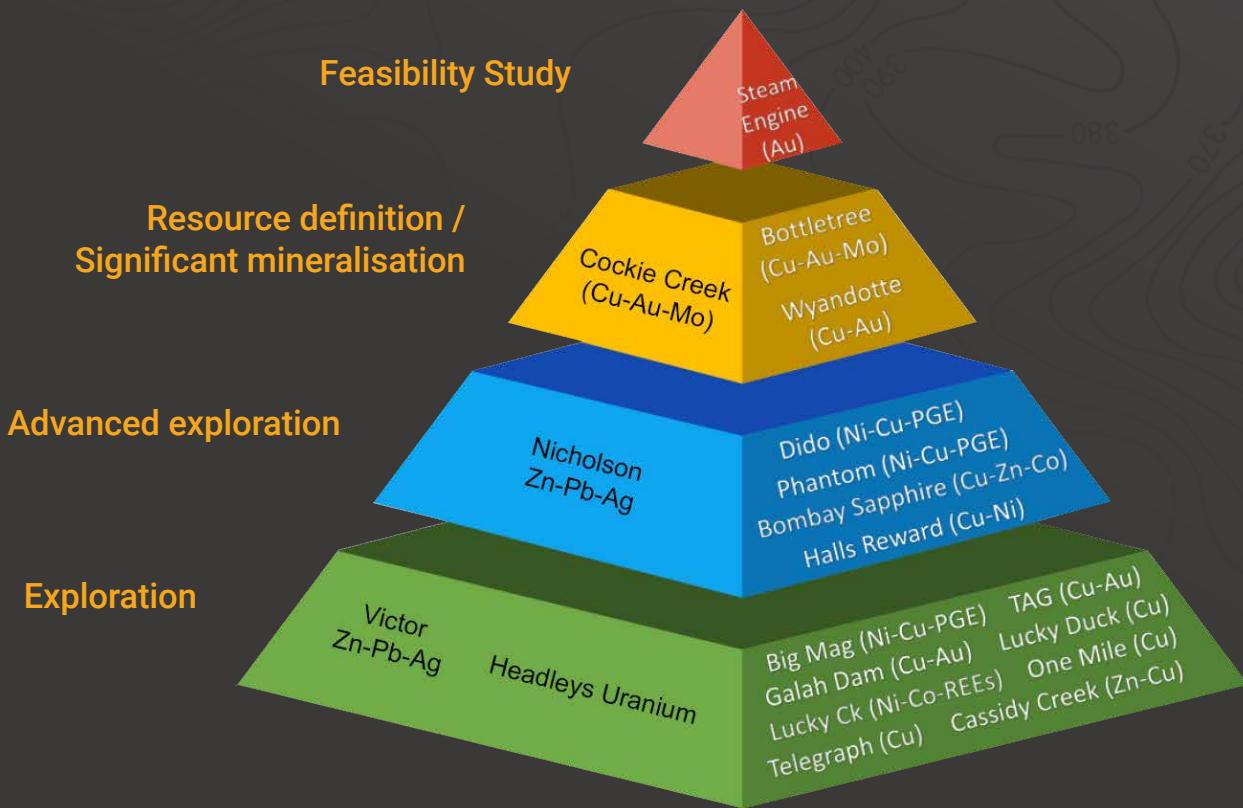 Feasibility Study
Steam
Engine
(Au)
Resource definition /
Significant mineralisation
Cockie Creek
(Cu-Au-Mo)
Bottletree
(Cu-Au-Mo)
Wyandotte
(Cu-Au)
Advanced exploration
Nicholson
Zn-Pb-Ag
Dido (Ni-Cu-PGE)
Phantom (Ni-Cu-PGE)
Bombay Sapphire (Cu-Zn-Co)
Halls Reward (Cu-Ni)
Exploration
Victor
Zn-Pb-Ag
Headleys Uranium
Big Mag (Ni-Cu-PGE) TAG (Cu-Au)
Galah Dam (Cu-Au) Lucky Duck (Cu)
Lucky Ck (Ni-Co-REEs) One Mile (Cu)
Telegraph (Cu) Cassidy Creek (Zn-Cu)
400
390
380
370